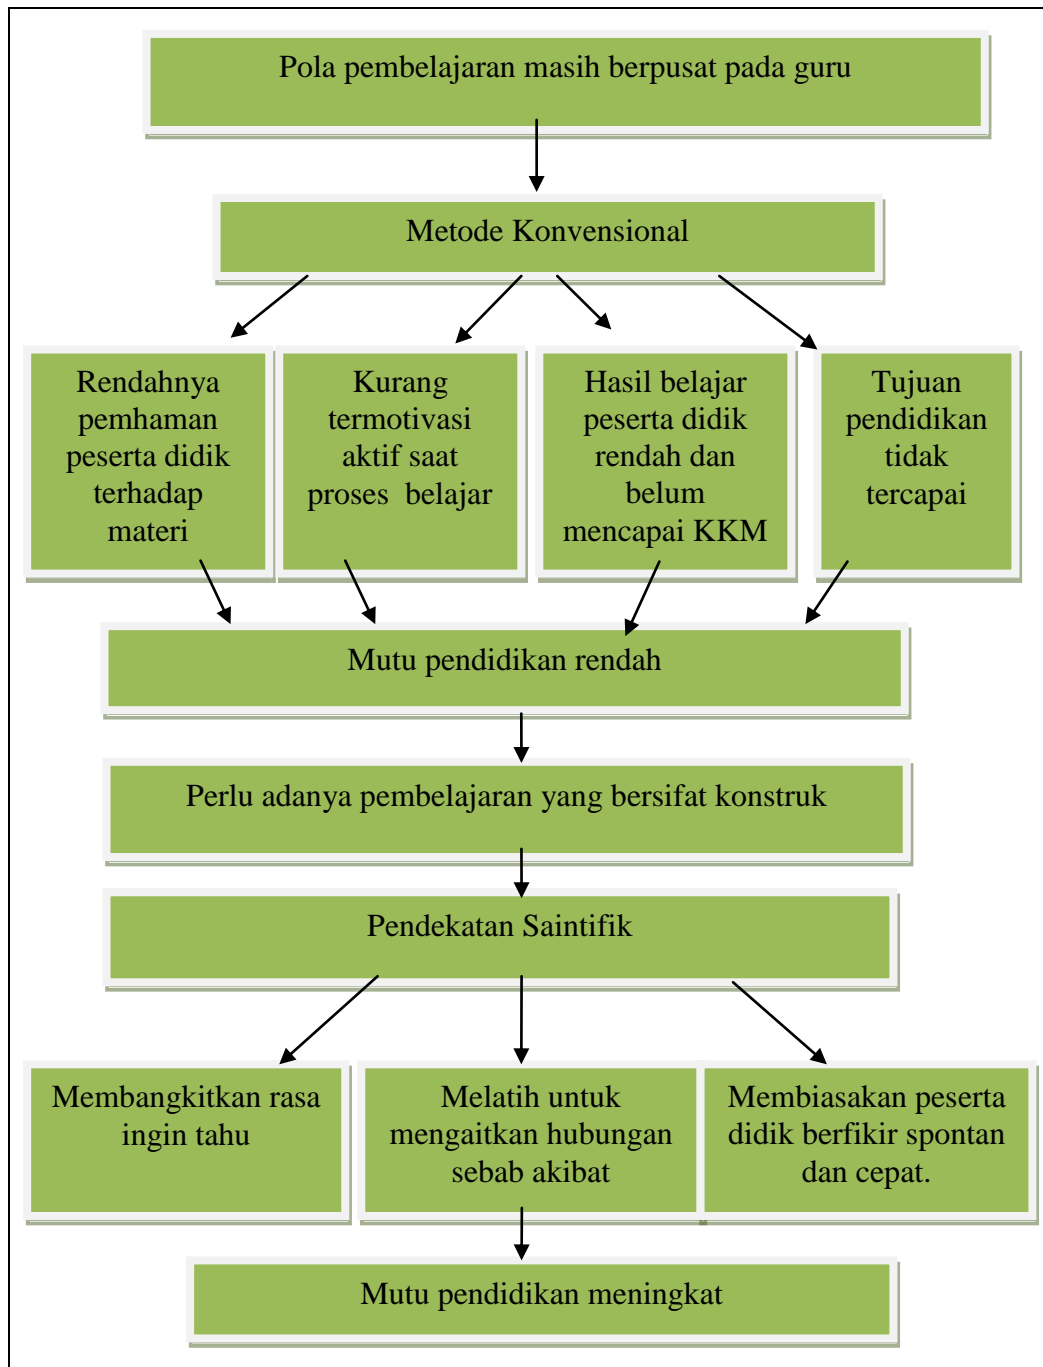 Pola pembelajaran masih berpusat pada guru
Metode Konvensional
Rendahnya
pemhaman
peserta didik
terhadap
materi
Kurang
termotivasi
aktif saat
proses belajar
Hasil belajar
peserta didik
rendah dan
belum
mencapai KKM
Tujuan
pendidikan
tidak
tercapai
Mutu pendidikan rendah
Perlu adanya pembelajaran yang bersifat konstruk
Pendekatan Saintifik
Membangkitkan rasa
ingin tahu
Melatih untuk
mengaitkan hubungan
sebab akibat
Membiasakan peserta
didik berfikir spontan
dan cepat.
Mutu pendidikan meningkat